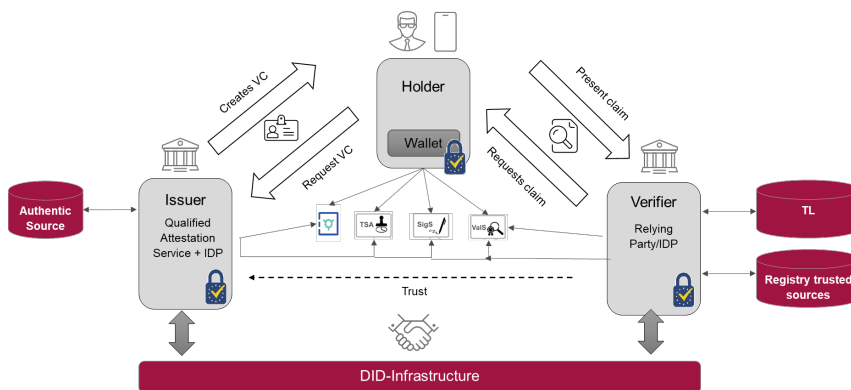 Holder
Wallet
Creates VC
Request VC
Present claim
Requests claim
Authentic
Source
Issuer
Qualified
Attestation
Service + IDP
TSA
SigS
ValS
Verifier
Relying
Party/IDP
TL
Registry trusted
sources
Trust
DID-Infrastructure